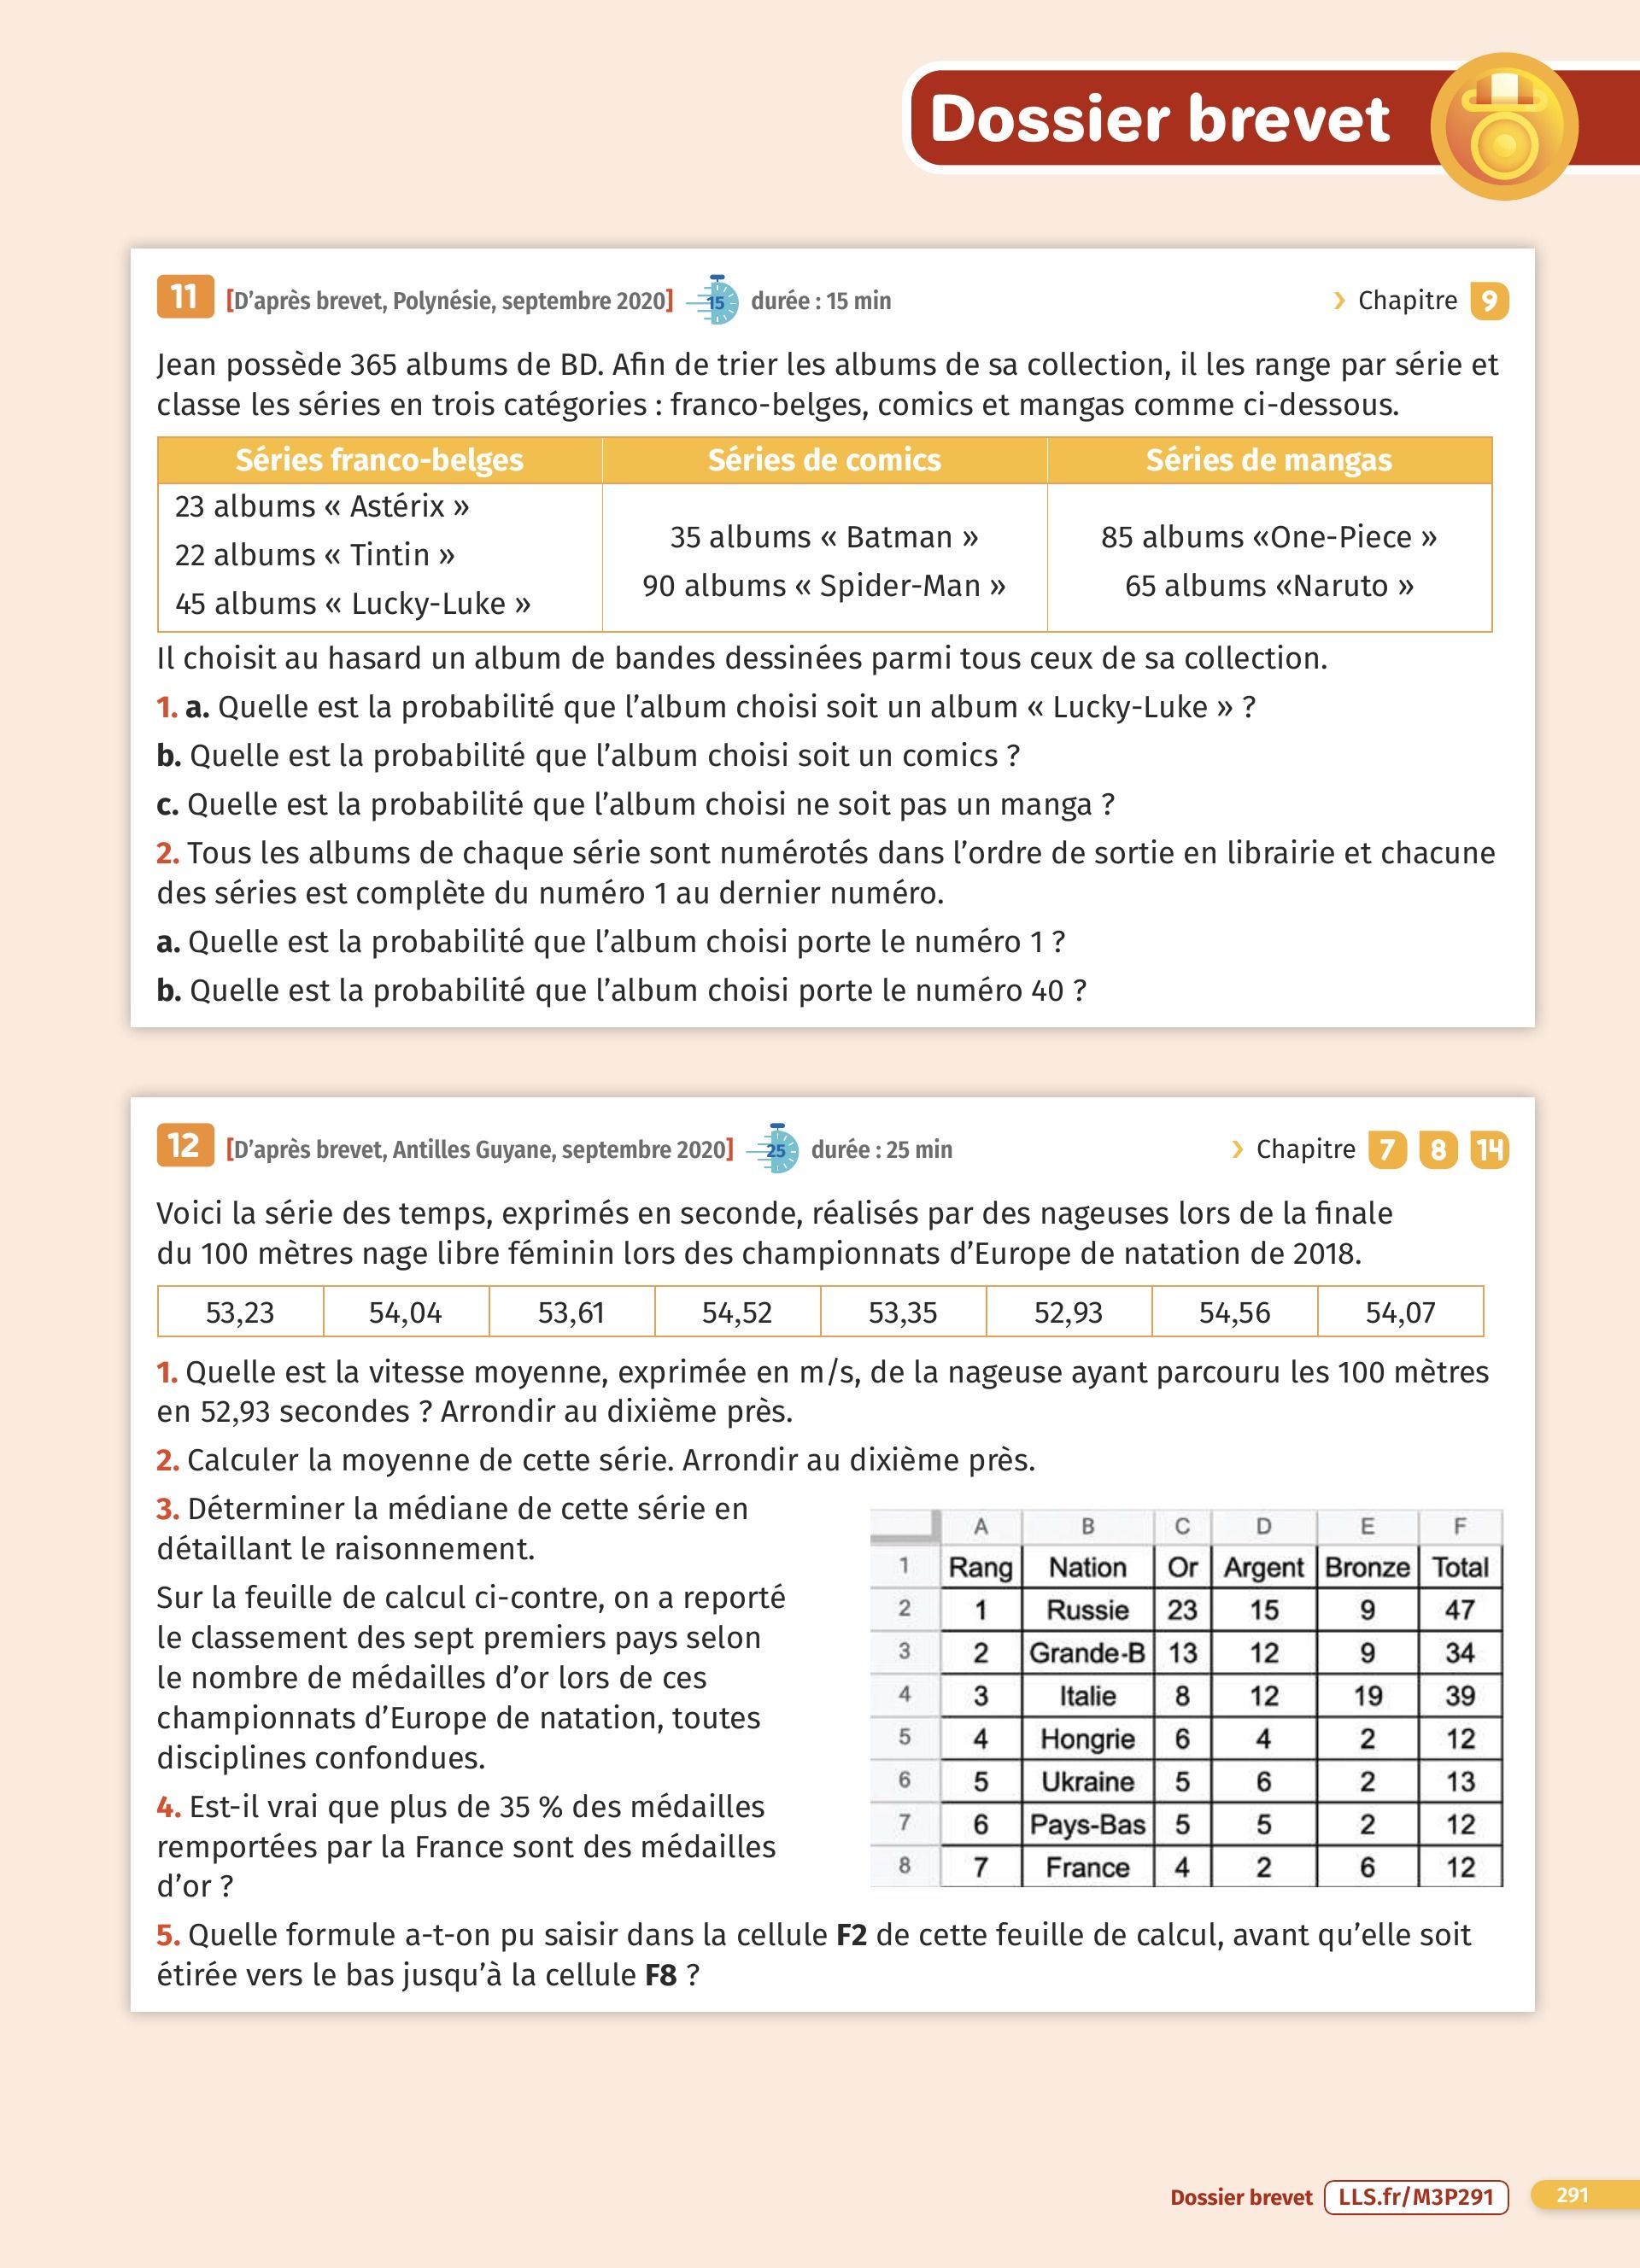 Dossier brevet
11 [D’après brevet, Polynésie, septembre 2020] 15 durée : 15 min › Chapitre 9
Jean possède 365 albums de BD. Afin de trier les albums de sa collection, il les range par série et
classe les séries en trois catégories : franco-belges, comics et mangas comme ci-dessous.
Séries franco-belges Séries de comics Séries de mangas
23 albums « Astérix »
22 albums « Tintin »
45 albums « Lucky-Luke »
35 albums « Batman »
90 albums « Spider-Man »
85 albums «One-Piece »
65 albums «Naruto »
Il choisit au hasard un album de bandes dessinées parmi tous ceux de sa collection.
1. a. Quelle est la probabilité que l’album choisi soit un album « Lucky-Luke » ?
b. Quelle est la probabilité que l’album choisi soit un comics ?
c. Quelle est la probabilité que l’album choisi ne soit pas un manga ?
2. Tous les albums de chaque série sont numérotés dans l’ordre de sortie en librairie et chacune
des séries est complète du numéro 1 au dernier numéro.
a. Quelle est la probabilité que l’album choisi porte le numéro 1 ?
b. Quelle est la probabilité que l’album choisi porte le numéro 40 ?
12 [D’après brevet, Antilles Guyane, septembre 2020] 25 durée : 25 min › Chapitre 7 8 14
Voici la série des temps, exprimés en seconde, réalisés par des nageuses lors de la finale
du 100 mètres nage libre féminin lors des championnats d’Europe de natation de 2018.
53,23 54,04 53,61 54,52 53,35 52,93 54,56 54,07
1. Quelle est la vitesse moyenne, exprimée en m/s, de la nageuse ayant parcouru les 100 mètres
en 52,93 secondes ? Arrondir au dixième près.
2. Calculer la moyenne de cette série. Arrondir au dixième près.
3. Déterminer la médiane de cette série en
détaillant le raisonnement.
Sur la feuille de calcul ci-contre, on a reporté
le classement des sept premiers pays selon
le nombre de médailles d’or lors de ces
championnats d’Europe de natation, toutes
disciplines confondues.
4. Est-il vrai que plus de 35 % des médailles
remportées par la France sont des médailles
d’or ?
A B C D E F
1 Rang Nation Or Argent Bronze Total
2 1 Russie 23 15 9 47
3 2 Grande-B 13 12 9 34
4 3 Italie 8 12 19 39
5 4 Hongrie 6 4 2 12
6 5 Ukraine 5 6 2 13
7 6 Pays-Bas 5 5 2 12
8 7 France 4 2 6 12
5. Quelle formule a-t-on pu saisir dans la cellule F2 de cette feuille de calcul, avant qu’elle soit
étirée vers le bas jusqu’à la cellule F8 ?
Dossier brevet LLS.fr/M3P291 291